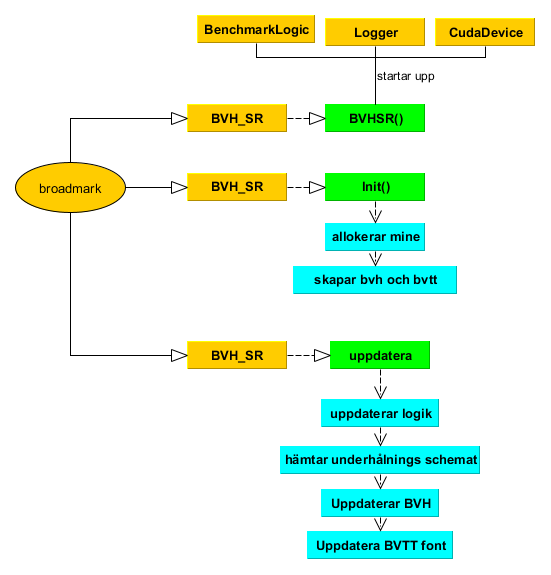 BenchmarkLogic
Logger
CudaDevice
startar upp
BVH_SR
BVHSR()
broadmark
BVH_SR
Init()
allokerar mine
skapar bvh och bvtt
BVH_SR
uppdatera
uppdaterar logik
hämtar underhålnings schemat
Uppdaterar BVH
Uppdatera BVTT font